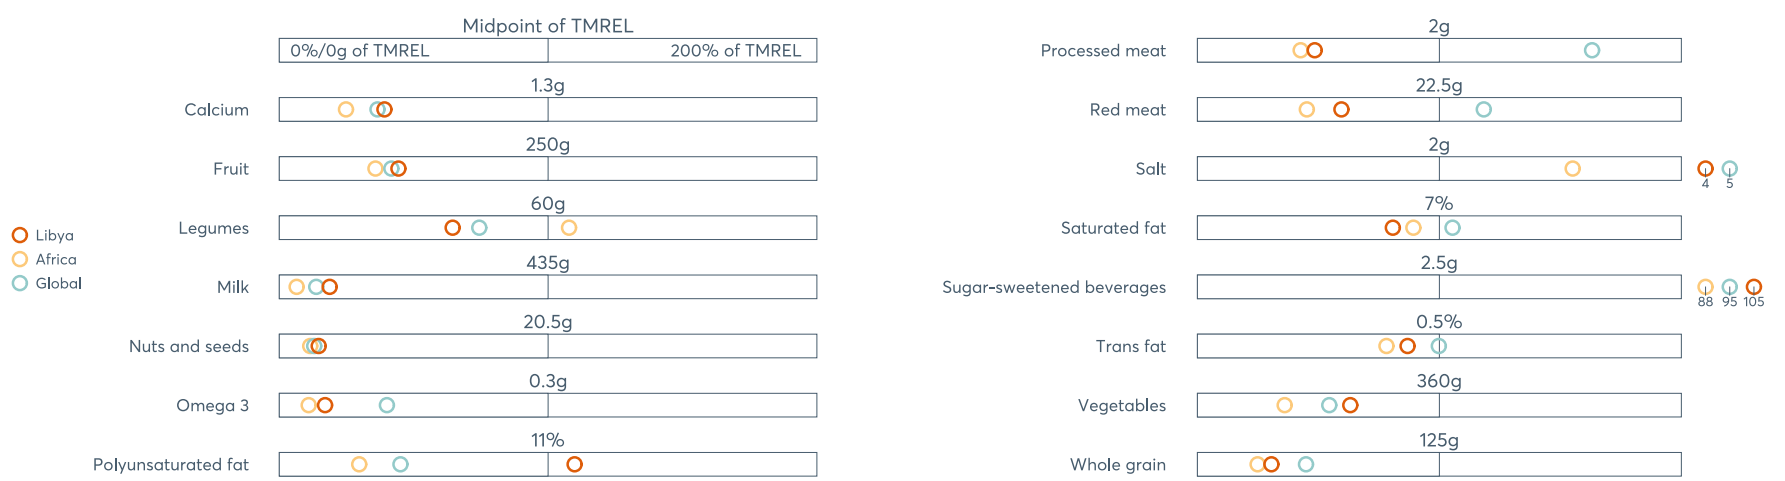 Midpoint of TMREL
0%/0g of TMREL 200% of TMREL
1.3g
Calcium
250g
Fruit
60g
Legumes
435g
Milk
20.5g
Nuts and seeds
0.3g
Omega 3
11%
Polyunsaturated fat
Libya
Africa
Global
2g
Processed meat
22.5g
Red meat
2g
Salt
4 5
7%
Saturated fat
2.5g
Sugar-sweetened beverages
88 95 105
0.5%
Trans fat
360g
Vegetables
125g
Whole grain